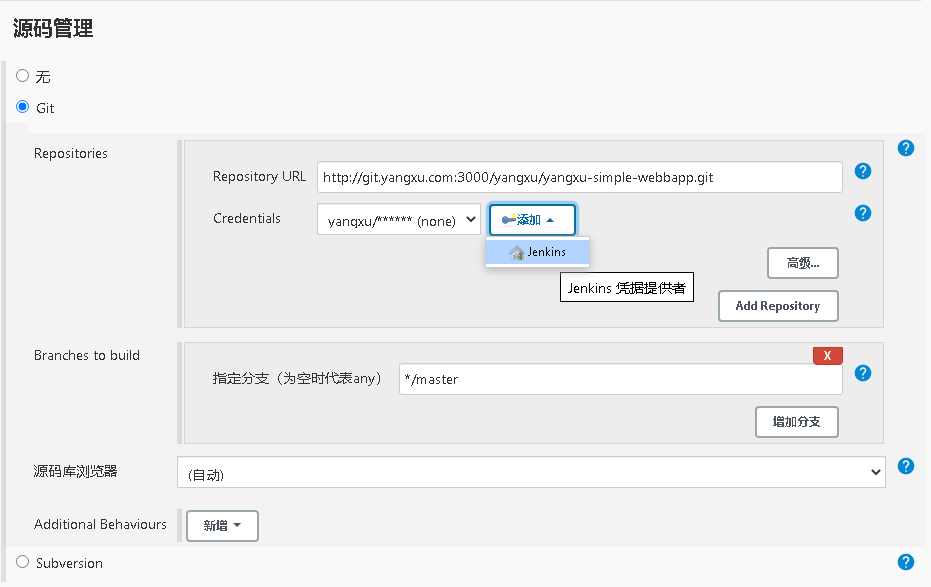 源码管理
无
Git
Repositories
Repository URL http://git.yangxu.com:3000/yangxu/yangxu-simple-webbapp.git
Credentials yangxu/****** (none) 添加
Jenkins
高级...
Jenkins 凭据提供者
Add Repository
Branches to build
X
指定分支（为空时代表any） */master
增加分支
源码库浏览器 (自动)
Additional Behaviours 新增
Subversion